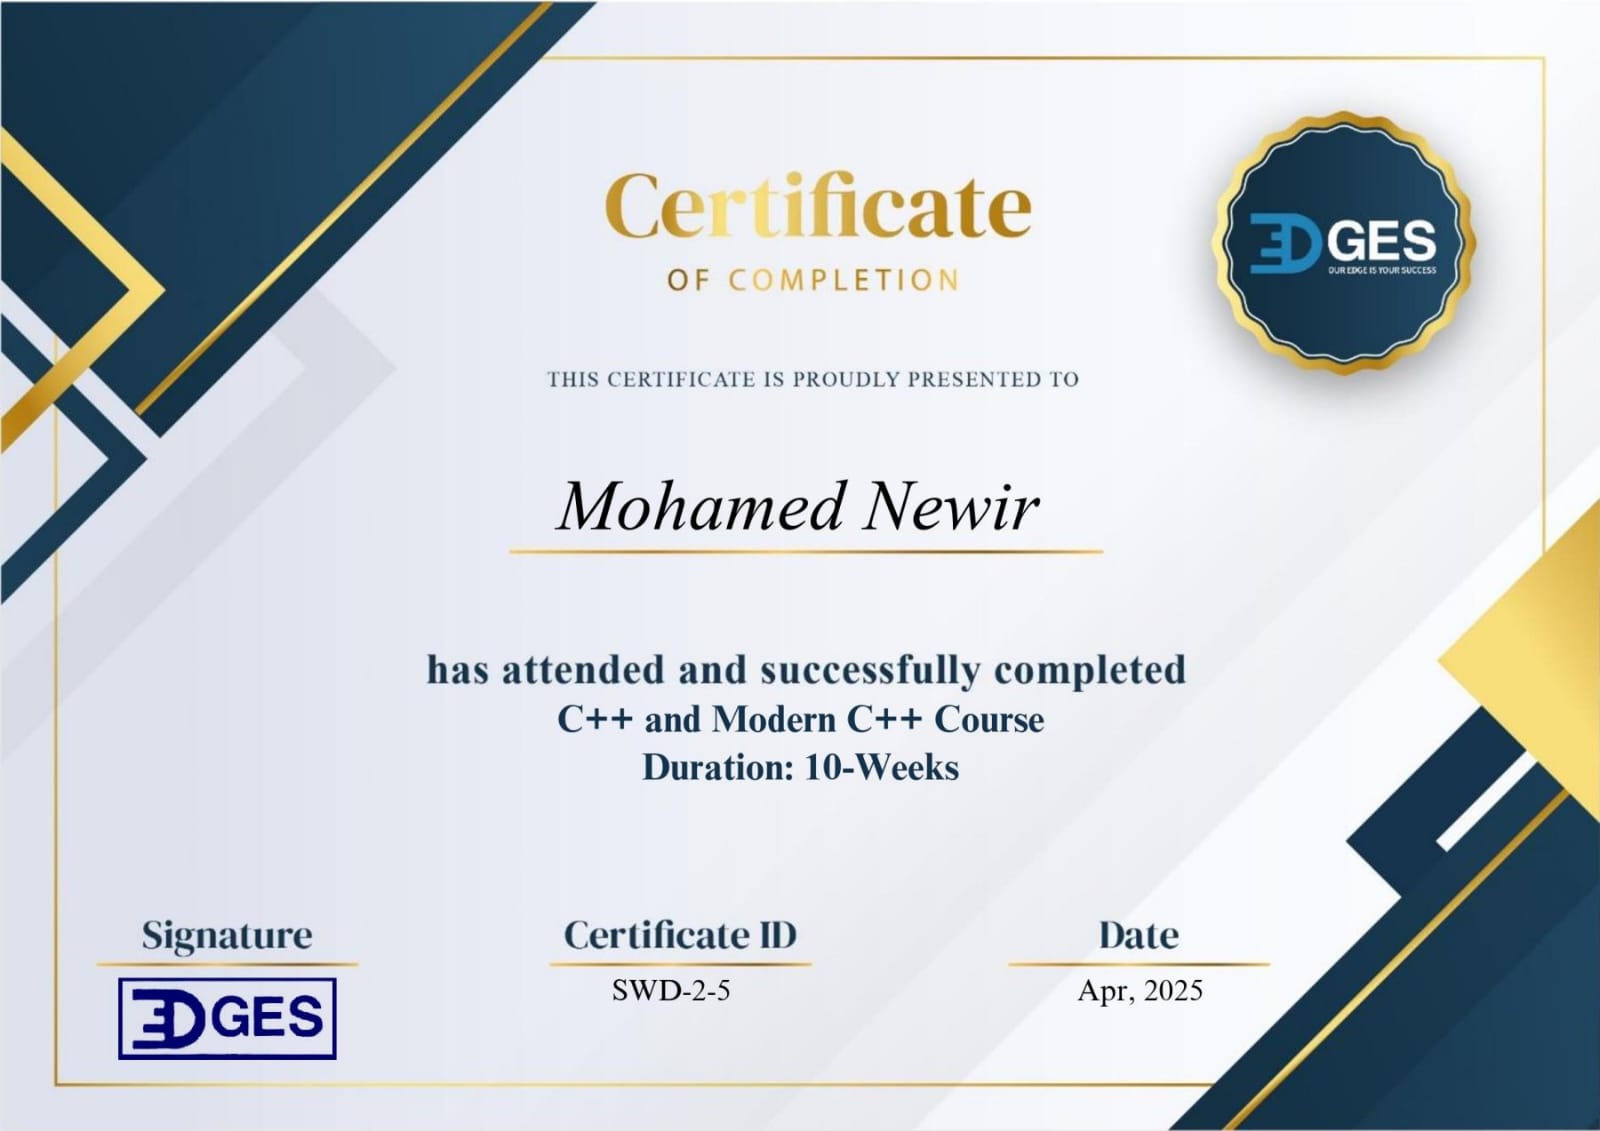 Certificate
OF COMPLETION
EDGES
OUR EDGE IS YOUR SUCCESS
THIS CERTIFICATE IS PROUDLY PRESENTED TO
Mohamed Newir
has attended and successfully completed
C++ and Modern C++ Course
Duration: 10-Weeks
Signature
EDGES
Certificate ID
SWD-2-5
Date
Apr, 2025